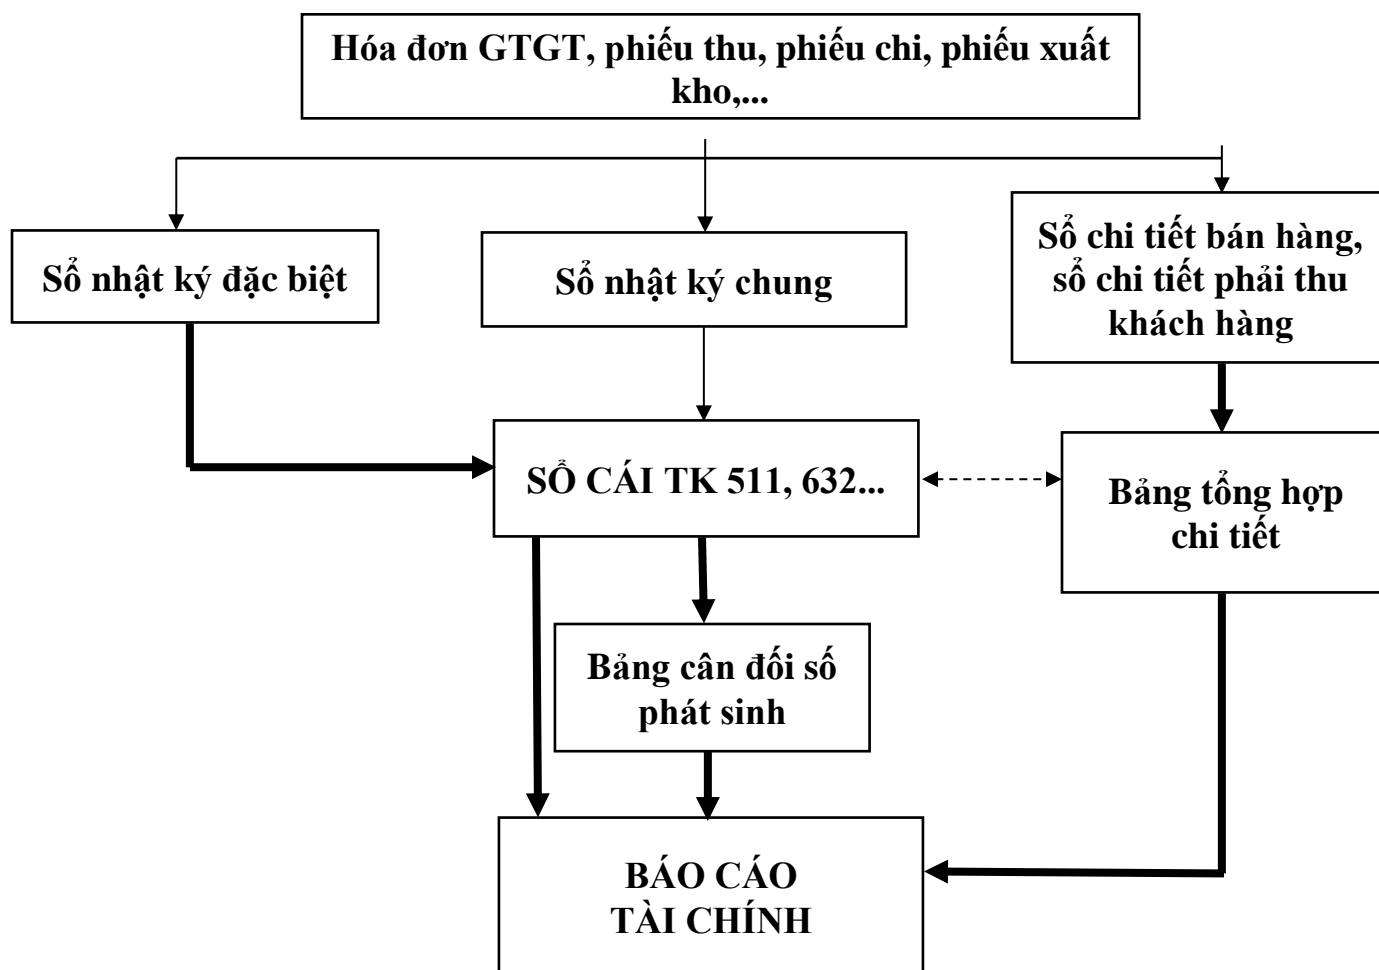 Hóa đơn GTGT, phiếu thu, phiếu chi, phiếu xuất
kho,...
Sổ nhật ký đặc biệt
Sổ nhật ký chung
Sổ chi tiết bán hàng,
sổ chi tiết phải thu
khách hàng
SỔ CÁI TK 511, 632...
Bảng tổng hợp
chi tiết
Bảng cân đối số
phát sinh
BÁO CÁO
TÀI CHÍNH